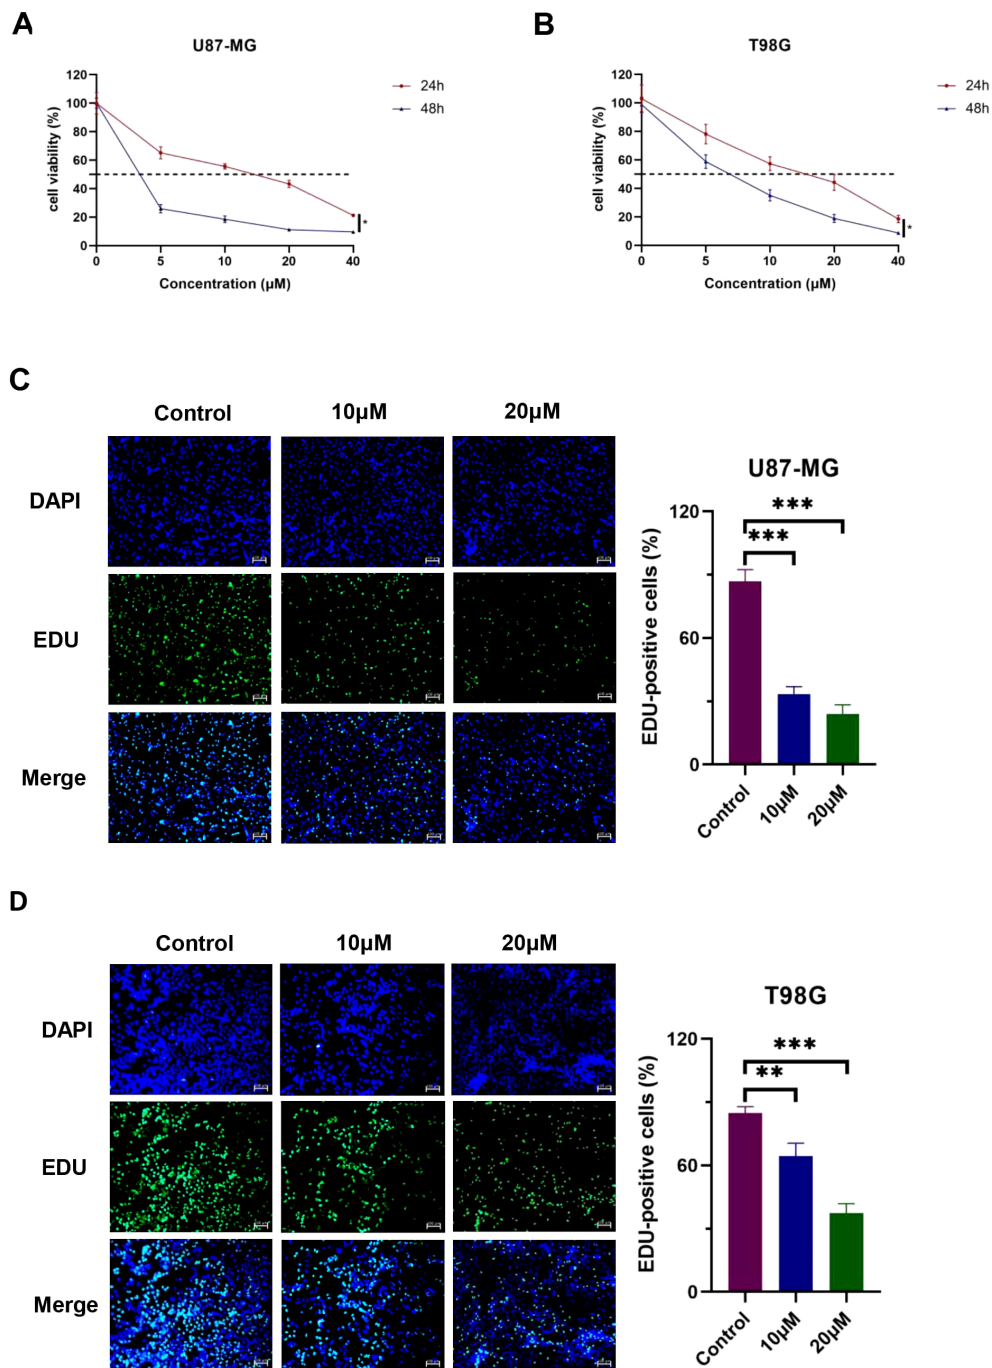 A
U87-MG
120
100
80
60
40
20
0
cell viability (%)
0 5 10 20 40
Concentration (μM)
24h
48h
*
B
T98G
120
100
80
60
40
20
0
cell viability (%)
0 5 10 20 40
Concentration (μM)
24h
48h
*
C
Control 10μM 20μM
DAPI
EDU
Merge
U87-MG
120
60
0
EDU-positive cells (%)
***
***
Control 10μM 20μM
D
Control 10μM 20μM
DAPI
EDU
Merge
T98G
120
60
0
EDU-positive cells (%)
***
**
Control 10μM 20μM